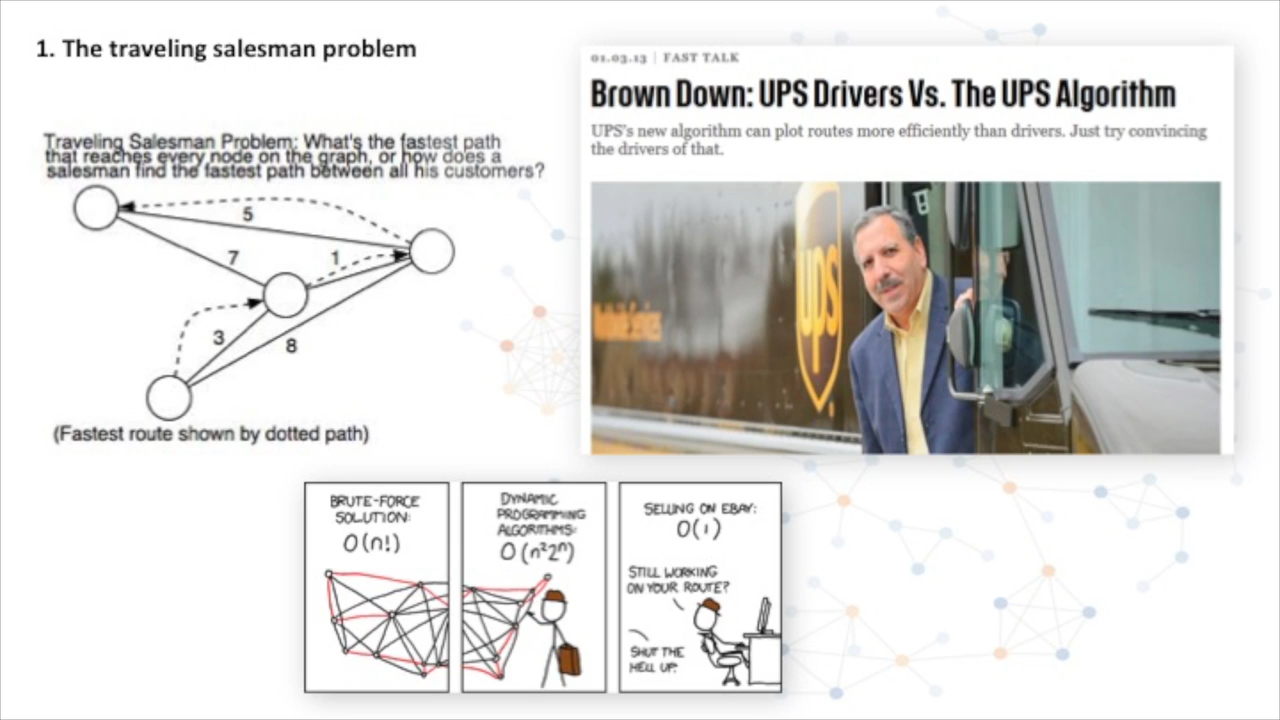 1. The traveling salesman problem
Traveling Salesman Problem: What's the fastest path
that reaches every node on the graph, or how does a
salesman find the fastest path between all his customers?
5
7
1
3
8
(Fastest route shown by dotted path)
01.03.13 | FAST TALK
Brown Down: UPS Drivers Vs. The UPS Algorithm
UPS's new algorithm can plot routes more efficiently than drivers. Just try convincing
the drivers of that.
ups
BRUTE-FORCE
SOLUTION:
O(n!)
DYNAMIC
PROGRAMMING
ALGORITHMS:
O(n²2ⁿ)
SELLING ON EBAY:
O(1)
STILL WORKING
ON YOUR ROUTE?
SHUT THE
HELL UP.